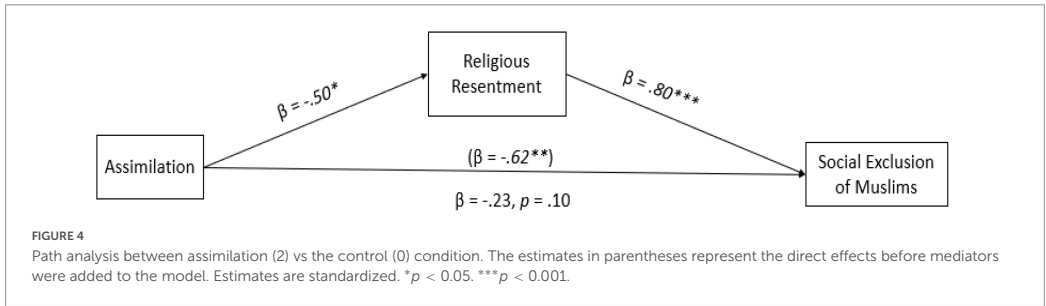 Religious
Resentment
β = -.50*
β = .80***
Assimilation
(β = -.62**)
Social Exclusion
of Muslims
β = -.23, p = .10
FIGURE 4
Path analysis between assimilation (2) vs the control (0) condition. The estimates in parentheses represent the direct effects before mediators
were added to the model. Estimates are standardized. *p < 0.05. ***p < 0.001.